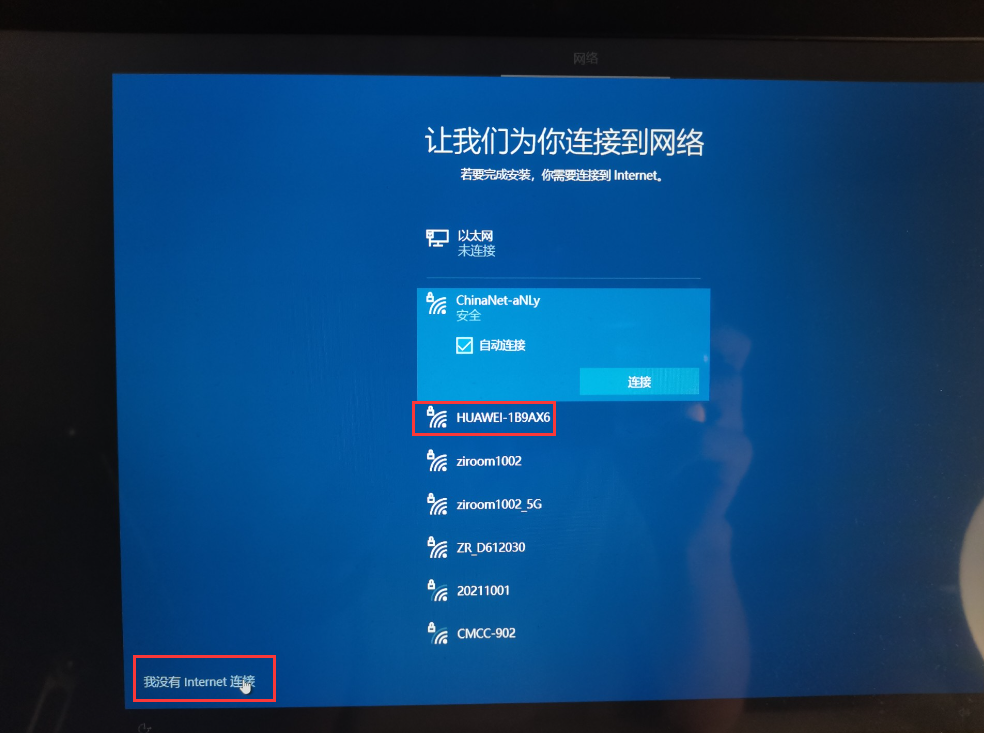 网络
让我们为你连接到网络
若要完成安装，你需要连接到 Internet。
以太网
未连接
ChinaNet-aNLy
安全
自动连接
连接
HUAWEI-1B9AX6
ziroom1002
ziroom1002_5G
ZR_D612030
20211001
CMCC-902
我没有 Internet 连接